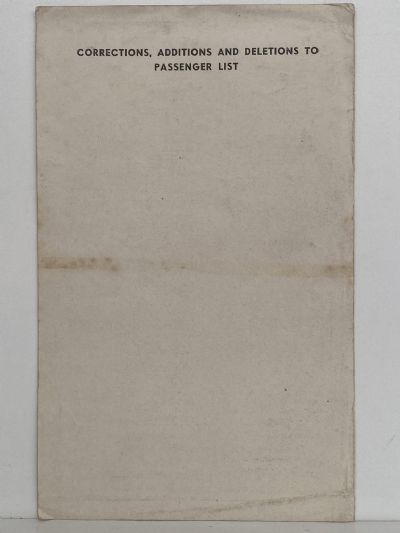 CORRECTIONS, ADDITIONS AND DELETIONS TO
PASSENGER LIST